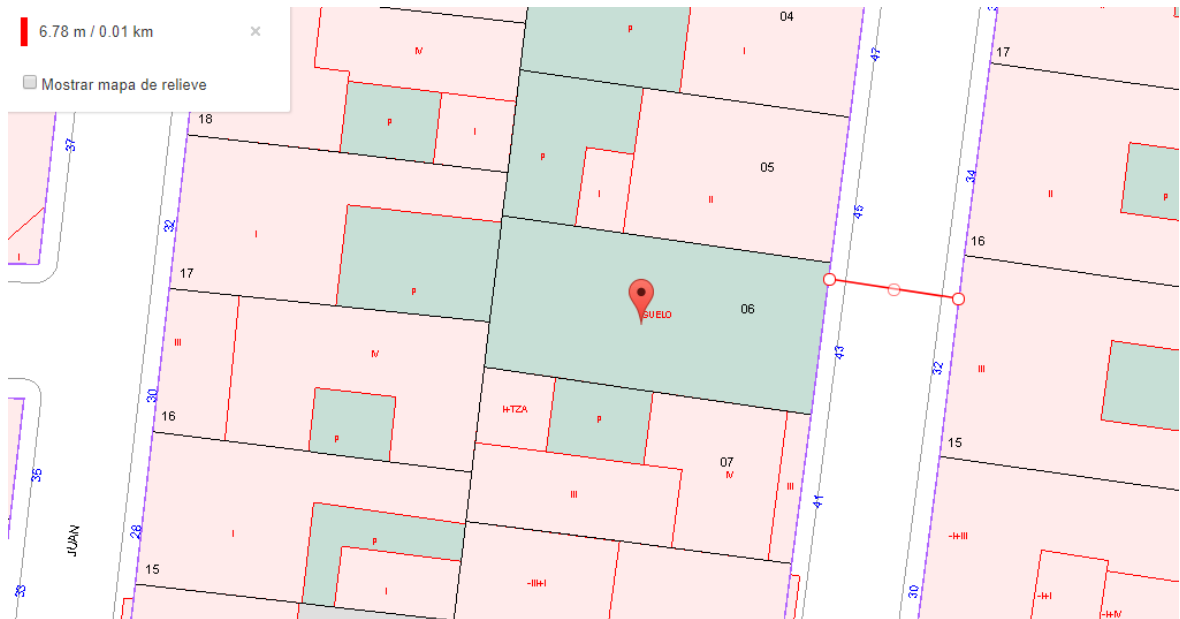 6.78 m / 0.01 km ×
Mostrar mapa de relieve
04
P
I
IV
47
17
18
P
I
37
P
05
I
II
45
34
II
P
32
I
I
16
17
P
SUELO
06
43
III
IV
30
32
III
16
P
I+TZA
P
07
IV
15
35
III
III
41
28
JUAN
I
P
-I+III
15
-III+I
I
33
30
-I+I
-I+IV